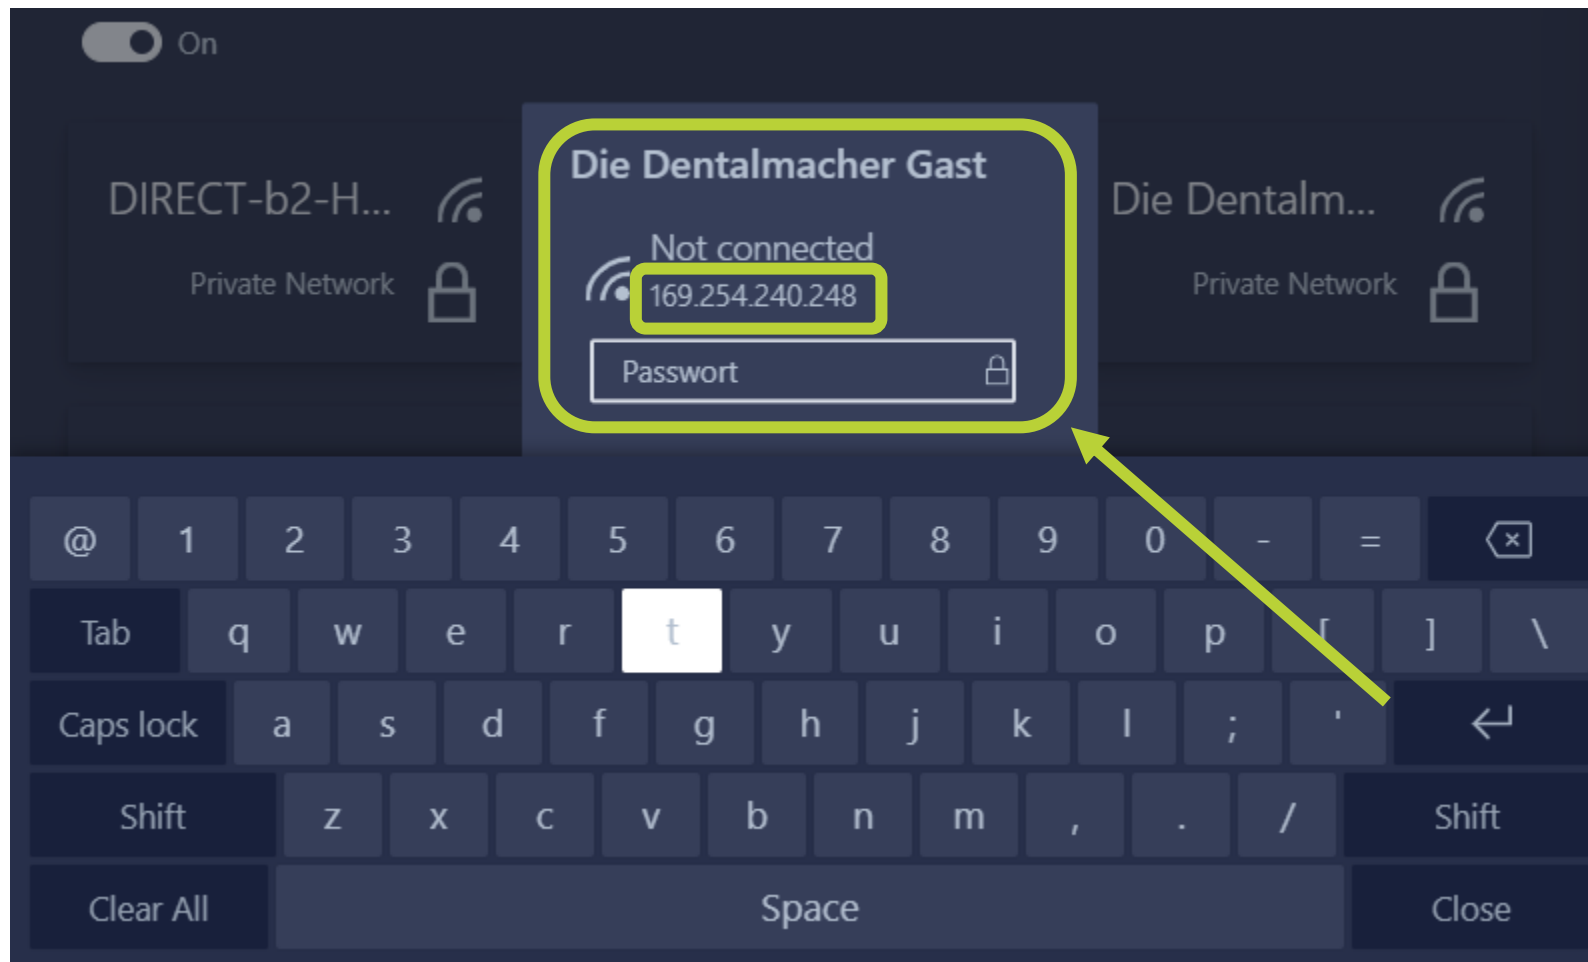 On
Die Dentalmacher Gast
DIRECT-b2-H...
Die Dentalm...
Not connected
Private Network
169.254.240.248
Private Network
Passwort
@ 1 2 3 4 5 6 7 8 9 0 - =
Tab q w e r t y u i o p [ ] \
Caps lock a s d f g h j k l ; '
Shift z x c v b n m , . / Shift
Clear All Space Close